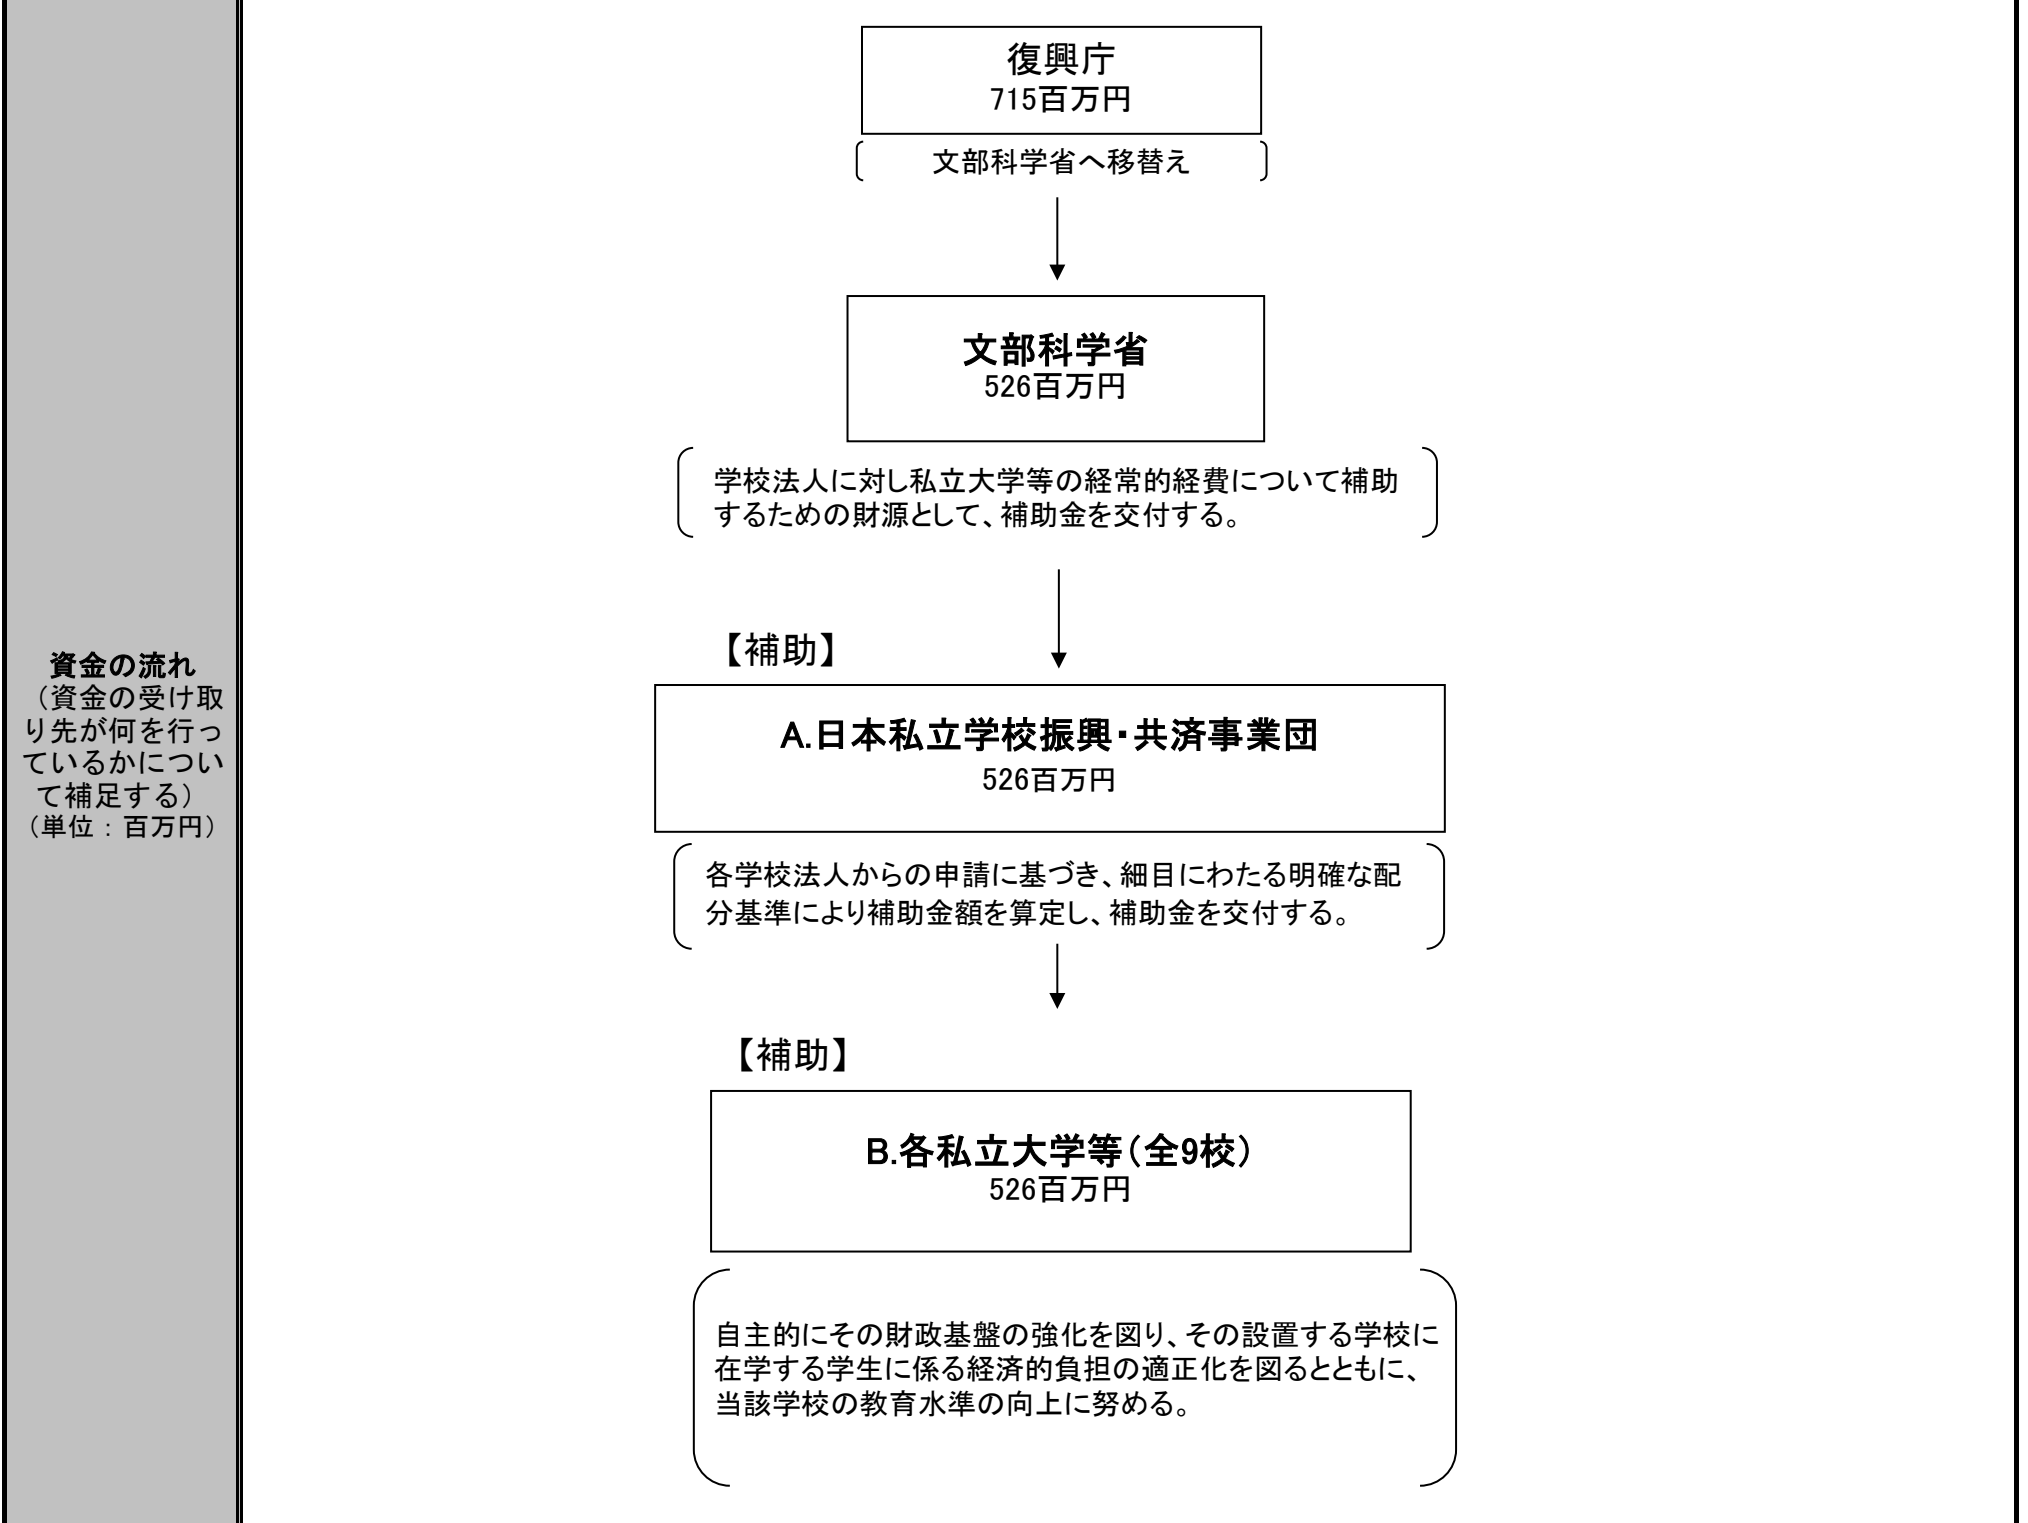 資金の流れ
（資金の受け取
り先が何を行っ
ているかについ
て補足する）
（単位：百万円）
復興庁
715百万円
文部科学省へ移替え
文部科学省
526百万円
学校法人に対し私立大学等の経常的経費について補助
するための財源として、補助金を交付する。
【補助】
A.日本私立学校振興・共済事業団
526百万円
各学校法人からの申請に基づき、細目にわたる明確な配
分基準により補助金額を算定し、補助金を交付する。
【補助】
B.各私立大学等（全9校）
526百万円
自主的にその財政基盤の強化を図り、その設置する学校に
在学する学生に係る経済的負担の適正化を図るとともに、
当該学校の教育水準の向上に努める。